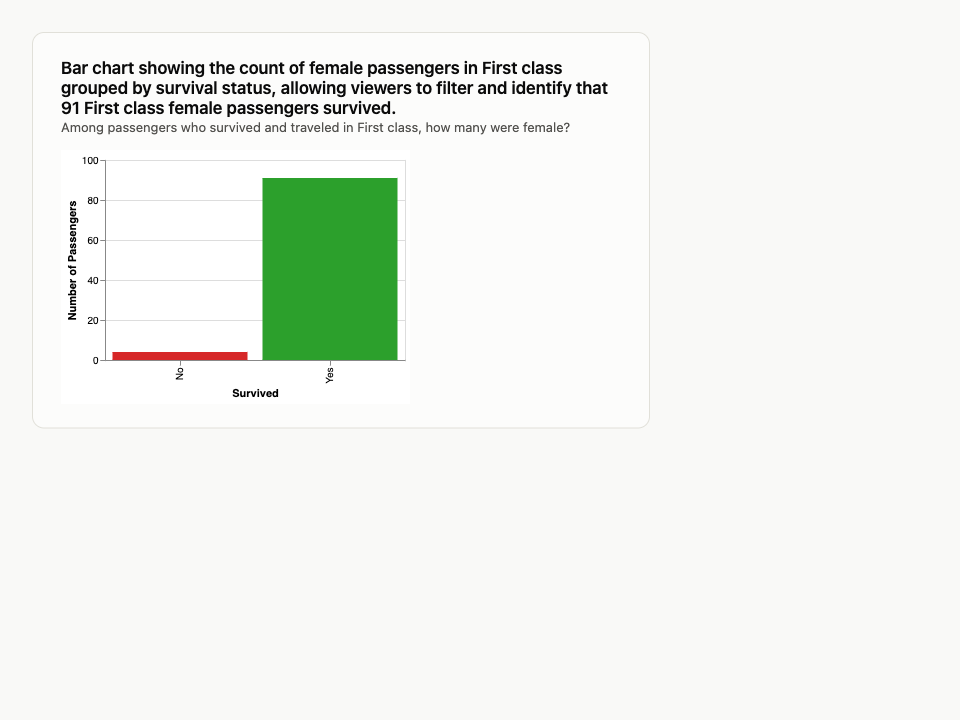 Bar chart showing the count of female passengers in First class
grouped by survival status, allowing viewers to filter and identify that
91 First class female passengers survived.
Among passengers who survived and traveled in First class, how many were female?
100
80
60
40
20
0
Number of Passengers
No
Yes
Survived